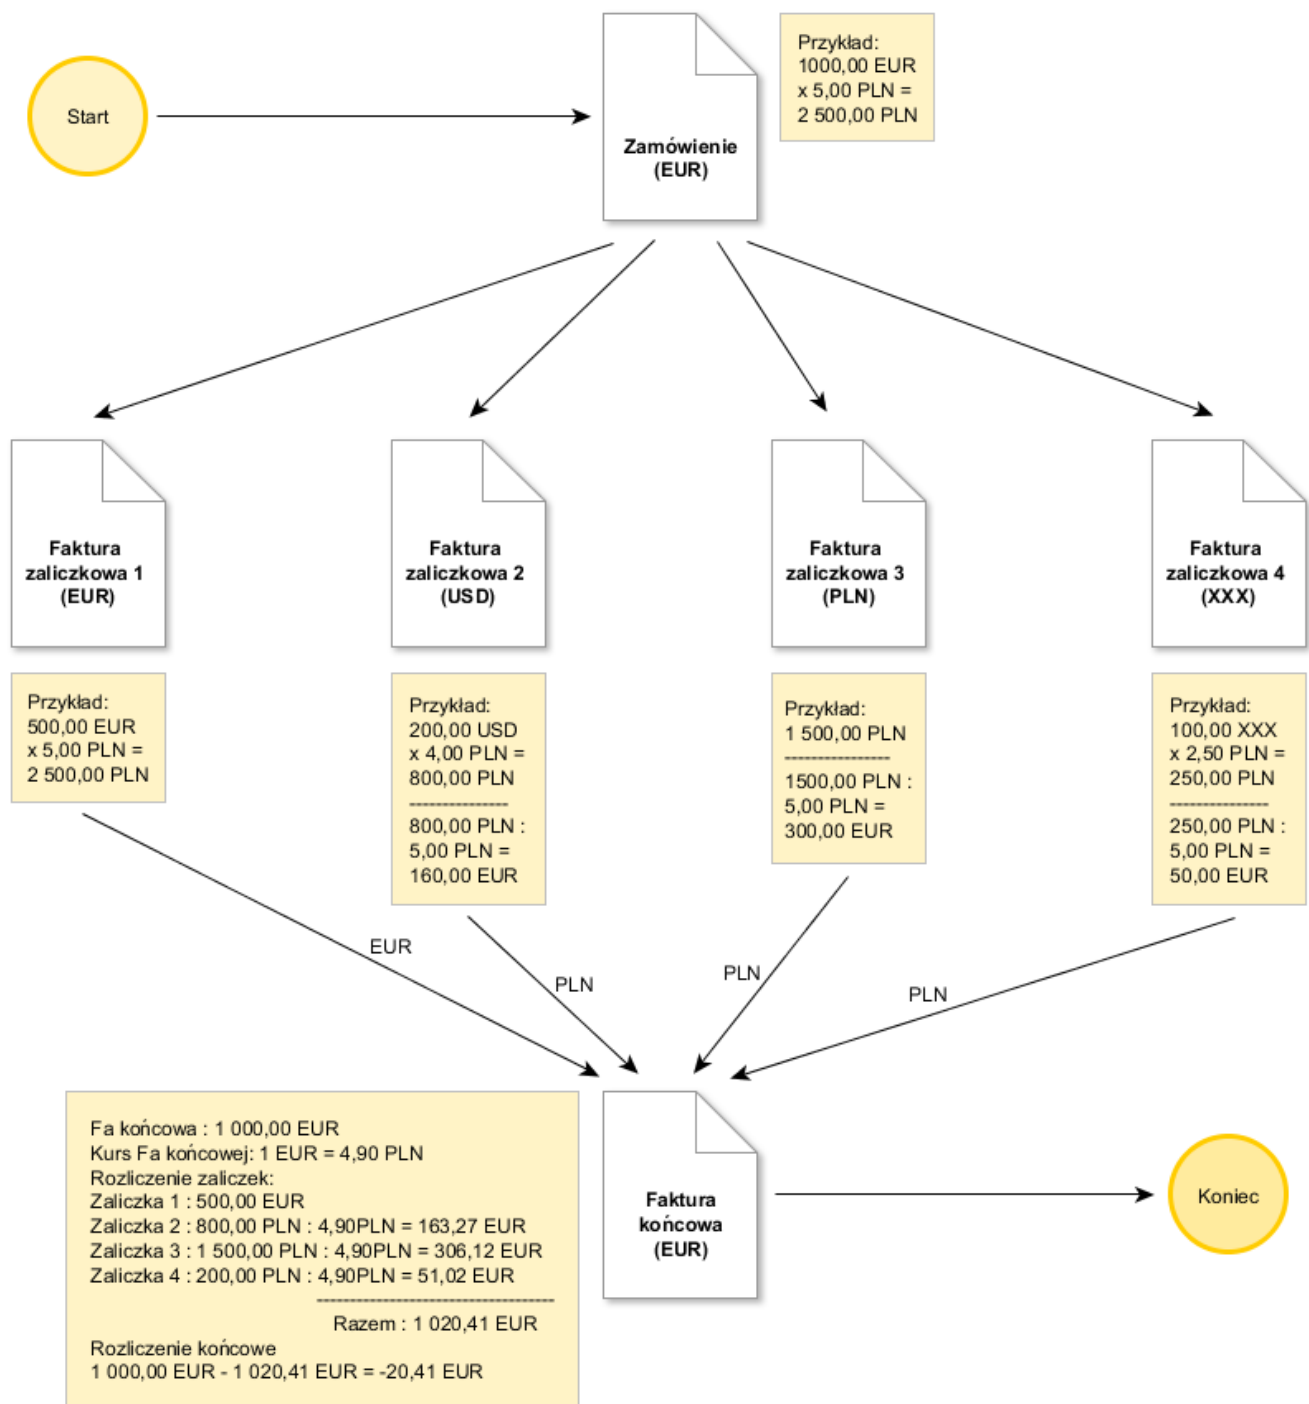 Start
Zamówienie
(EUR)
Przykład:
1000,00 EUR
x 5,00 PLN =
2 500,00 PLN
Faktura
zaliczkowa 1
(EUR)
Faktura
zaliczkowa 2
(USD)
Faktura
zaliczkowa 3
(PLN)
Faktura
zaliczkowa 4
(XXX)
Przykład:
500,00 EUR
x 5,00 PLN =
2 500,00 PLN
Przykład:
200,00 USD
x 4,00 PLN =
800,00 PLN
----------------
800,00 PLN :
5,00 PLN =
160,00 EUR
Przykład:
1 500,00 PLN
----------------
1500,00 PLN :
5,00 PLN =
300,00 EUR
Przykład:
100,00 XXX
x 2,50 PLN =
250,00 PLN
----------------
250,00 PLN :
5,00 PLN =
50,00 EUR
EUR
PLN
PLN
PLN
Fa końcowa : 1 000,00 EUR
Kurs Fa końcowej: 1 EUR = 4,90 PLN
Rozliczenie zaliczek:
Zaliczka 1 : 500,00 EUR
Zaliczka 2 : 800,00 PLN : 4,90PLN = 163,27 EUR
Zaliczka 3 : 1 500,00 PLN : 4,90PLN = 306,12 EUR
Zaliczka 4 : 200,00 PLN : 4,90PLN = 51,02 EUR
--------------------------------------
Razem : 1 020,41 EUR
Rozliczenie końcowe
1 000,00 EUR - 1 020,41 EUR = -20,41 EUR
Faktura
końcowa
(EUR)
Koniec